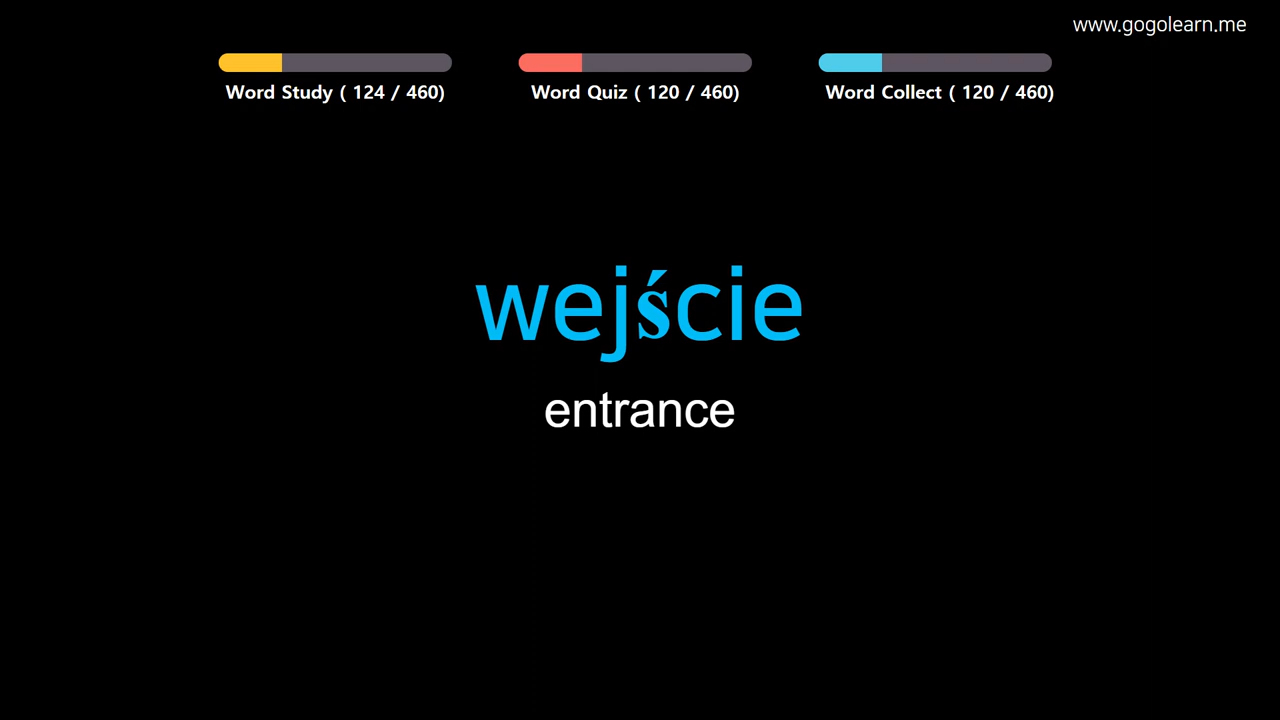 www.gogolearn.me
Word Study ( 124 / 460)
Word Quiz ( 120 / 460)
Word Collect ( 120 / 460)
wejście
entrance